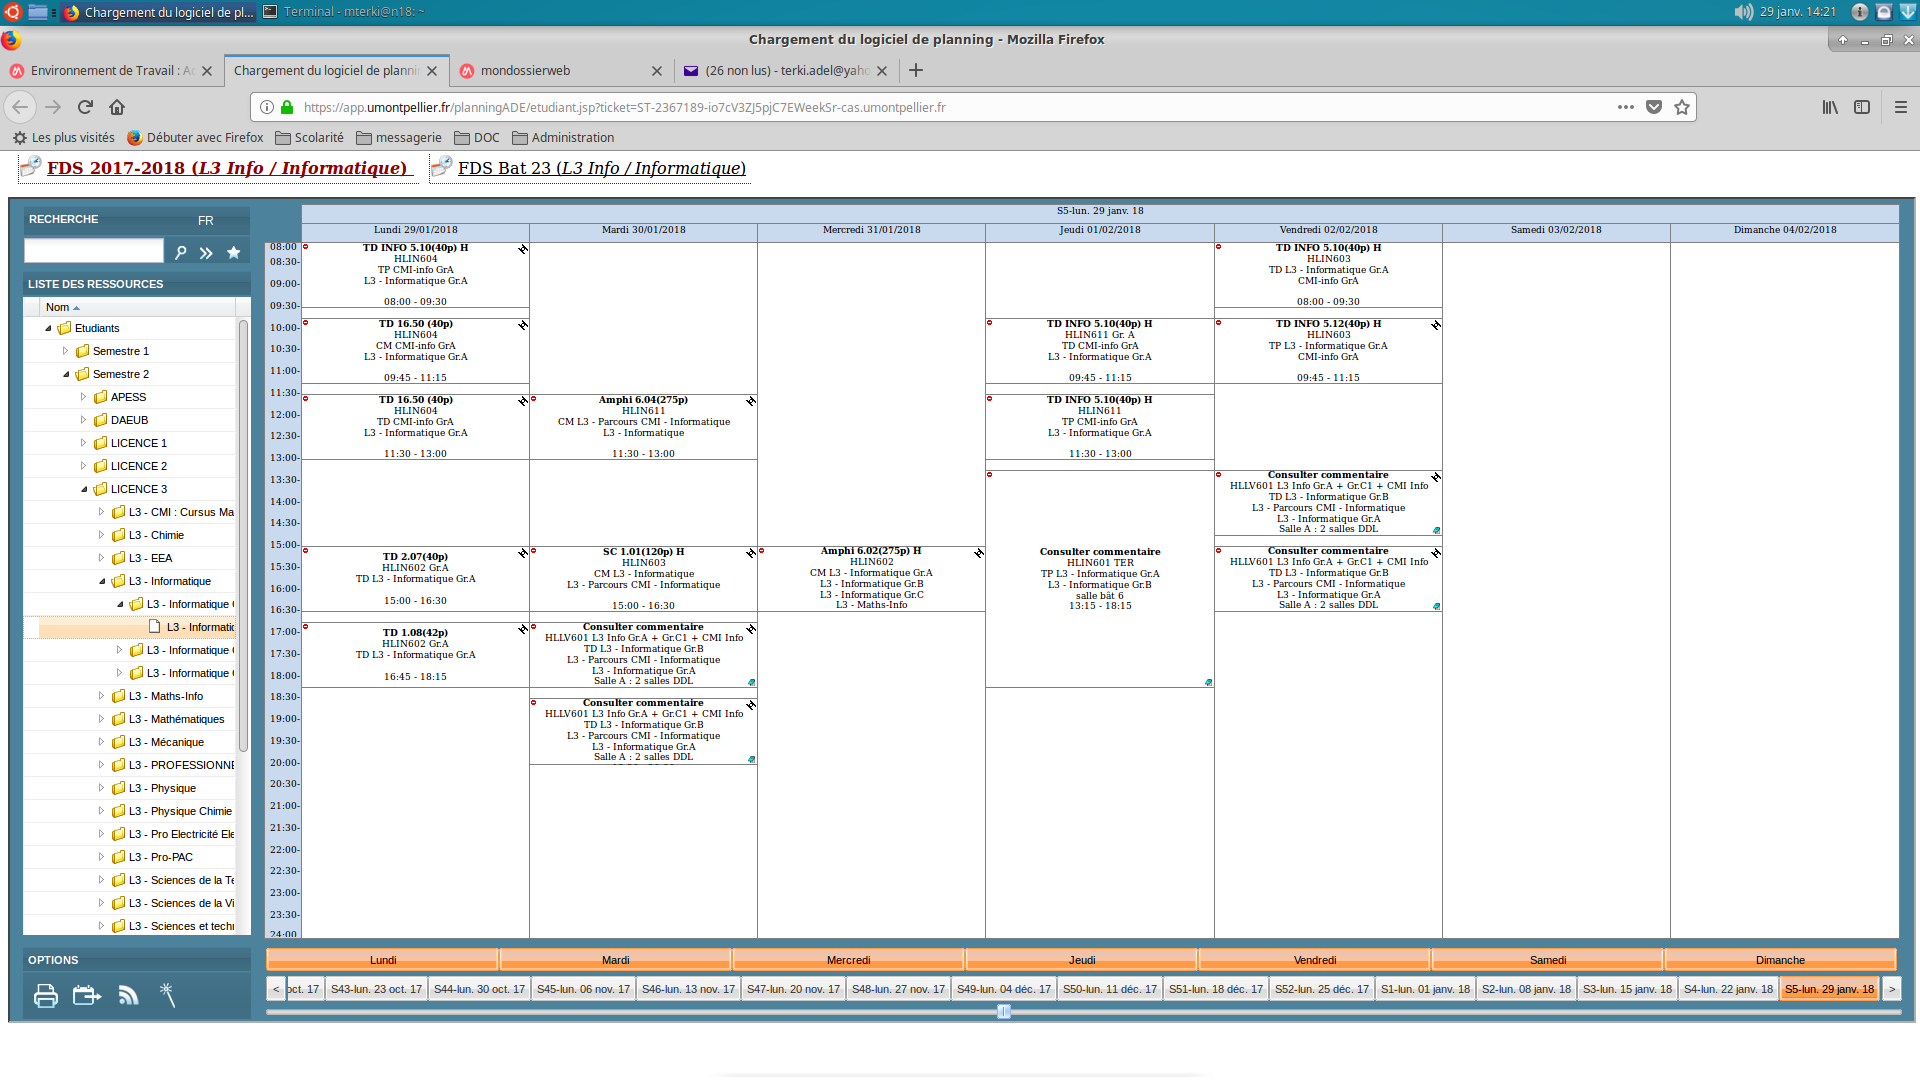 Chargement du logiciel de pl...
Terminal - mterki@n18: ~
29 janv. 14:21
Chargement du logiciel de planning - Mozilla Firefox
Environnement de Travail : Ac
Chargement du logiciel de planni
mondossierweb
(26 non lus) - terki.adel@yaho
https://app.umontpellier.fr/planningADE/etudiant.jsp?ticket=ST-2367189-io7cV3ZJ5pjC7EWeekSr-cas.umontpellier.fr
Les plus visités
Débuter avec Firefox
Scolarité
messagerie
DOC
Administration
FDS 2017-2018 (L3 Info / Informatique)
FDS Bat 23 (L3 Info / Informatique)
RECHERCHE
FR
LISTE DES RESSOURCES
Nom
Etudiants
Semestre 1
Semestre 2
APESS
DAEUB
LICENCE 1
LICENCE 2
LICENCE 3
L3 - CMI : Cursus Ma
L3 - Chimie
L3 - EEA
L3 - Informatique
L3 - Informatique (
L3 - Informatic
L3 - Informatique (
L3 - Informatique (
L3 - Maths-Info
L3 - Mathématiques
L3 - Mécanique
L3 - PROFESSIONNE
L3 - Physique
L3 - Physique Chimie
L3 - Pro Electricité Ele
L3 - Pro-PAC
L3 - Sciences de la Te
L3 - Sciences de la Vi
L3 - Sciences et techn
OPTIONS
S5-lun. 29 janv. 18
Lundi 29/01/2018
Mardi 30/01/2018
Mercredi 31/01/2018
Jeudi 01/02/2018
Vendredi 02/02/2018
Samedi 03/02/2018
Dimanche 04/02/2018
08:00
08:30-
09:00-
09:30-
10:00-
10:30-
11:00-
11:30-
12:00-
12:30-
13:00-
13:30-
14:00-
14:30-
15:00-
15:30-
16:00-
16:30-
17:00-
17:30-
18:00-
18:30-
19:00-
19:30-
20:00-
20:30-
21:00-
21:30-
22:00-
22:30-
23:00-
23:30-
24:00
TD INFO 5.10(40p) H
HLIN604
TP CMI-info GrA
L3 - Informatique Gr.A
08:00 - 09:30
TD 16.50 (40p)
HLIN604
CM CMI-info GrA
L3 - Informatique Gr.A
09:45 - 11:15
TD 16.50 (40p)
HLIN604
TD CMI-info GrA
L3 - Informatique Gr.A
11:30 - 13:00
TD 2.07(40p)
HLIN602 Gr.A
TD L3 - Informatique Gr.A
15:00 - 16:30
TD 1.08(42p)
HLIN602 Gr.A
TD L3 - Informatique Gr.A
16:45 - 18:15
Amphi 6.04(275p)
HLIN611
CM L3 - Parcours CMI - Informatique
L3 - Informatique
11:30 - 13:00
SC 1.01(120p) H
HLIN603
CM L3 - Informatique
L3 - Parcours CMI - Informatique
15:00 - 16:30
Consulter commentaire
HLLV601 L3 Info Gr.A + Gr.C1 + CMI Info
TD L3 - Informatique Gr.B
L3 - Parcours CMI - Informatique
L3 - Informatique Gr.A
Salle A : 2 salles DDL
Consulter commentaire
HLLV601 L3 Info Gr.A + Gr.C1 + CMI Info
TD L3 - Informatique Gr.B
L3 - Parcours CMI - Informatique
L3 - Informatique Gr.A
Salle A : 2 salles DDL
Amphi 6.02(275p) H
HLIN602
CM L3 - Informatique Gr.A
L3 - Informatique Gr.B
L3 - Informatique Gr.C
L3 - Maths-Info
TD INFO 5.10(40p) H
HLIN611 Gr. A
TD CMI-info GrA
L3 - Informatique Gr.A
09:45 - 11:15
TD INFO 5.10(40p) H
HLIN611
TP CMI-info GrA
L3 - Informatique Gr.A
11:30 - 13:00
Consulter commentaire
HLIN601 TER
TP L3 - Informatique Gr.A
L3 - Informatique Gr.B
salle bât 6
13:15 - 18:15
TD INFO 5.10(40p) H
HLIN603
TD L3 - Informatique Gr.A
CMI-info GrA
08:00 - 09:30
TD INFO 5.12(40p) H
HLIN603
TP L3 - Informatique Gr.A
CMI-info GrA
09:45 - 11:15
Consulter commentaire
HLLV601 L3 Info Gr.A + Gr.C1 + CMI Info
TD L3 - Informatique Gr.B
L3 - Parcours CMI - Informatique
L3 - Informatique Gr.A
Salle A : 2 salles DDL
Consulter commentaire
HLLV601 L3 Info Gr.A + Gr.C1 + CMI Info
TD L3 - Informatique Gr.B
L3 - Parcours CMI - Informatique
L3 - Informatique Gr.A
Salle A : 2 salles DDL
Lundi
Mardi
Mercredi
Jeudi
Vendredi
Samedi
Dimanche
<
oct. 17
S43-lun. 23 oct. 17
S44-lun. 30 oct. 17
S45-lun. 06 nov. 17
S46-lun. 13 nov. 17
S47-lun. 20 nov. 17
S48-lun. 27 nov. 17
S49-lun. 04 déc. 17
S50-lun. 11 déc. 17
S51-lun. 18 déc. 17
S52-lun. 25 déc. 17
S1-lun. 01 janv. 18
S2-lun. 08 janv. 18
S3-lun. 15 janv. 18
S4-lun. 22 janv. 18
S5-lun. 29 janv. 18
>